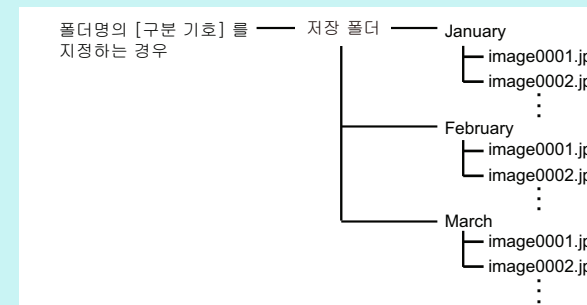 폴더명의 [구분 기호] 를
지정하는 경우
저장 폴더
January
image0001.jp
image0002.jp
February
image0001.jp
image0002.jp
March
image0001.jp
image0002.jp